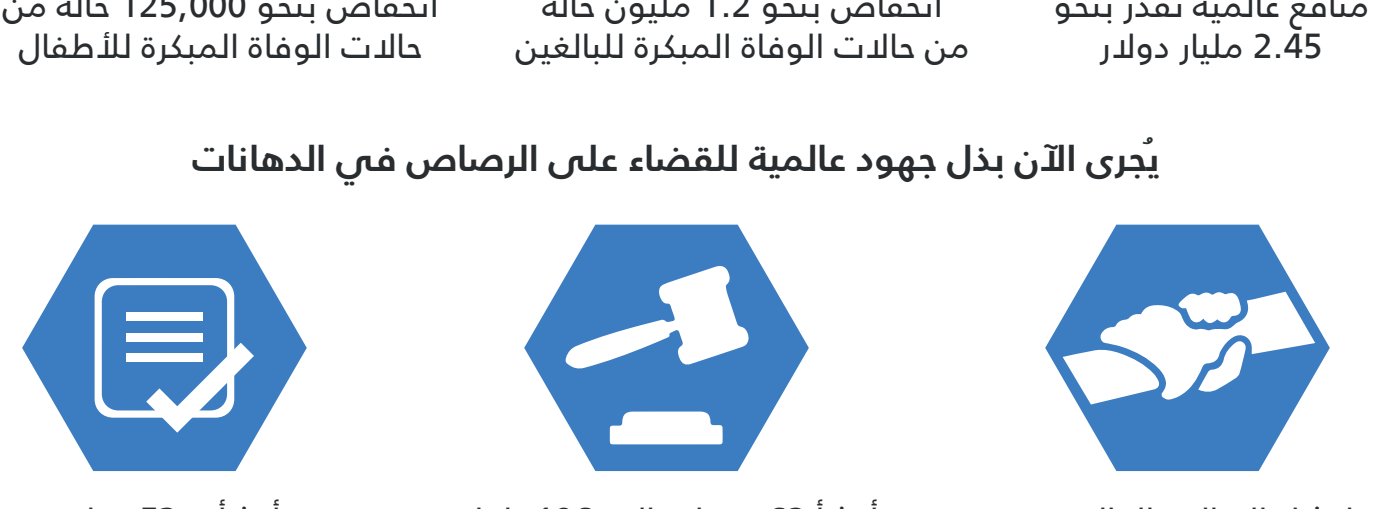 منافع عالمية تقدر بنحو
2.45 مليار دولار
انخفاض بنحو 1.2 مليون حالة
من حالات الوفاة المبكرة للبالغين
انخفاض بنحو 125,000 حالة من
حالات الوفاة المبكرة للأطفال
يُجرى الآن بذل جهود عالمية للقضاء على الرصاص في الدهانات